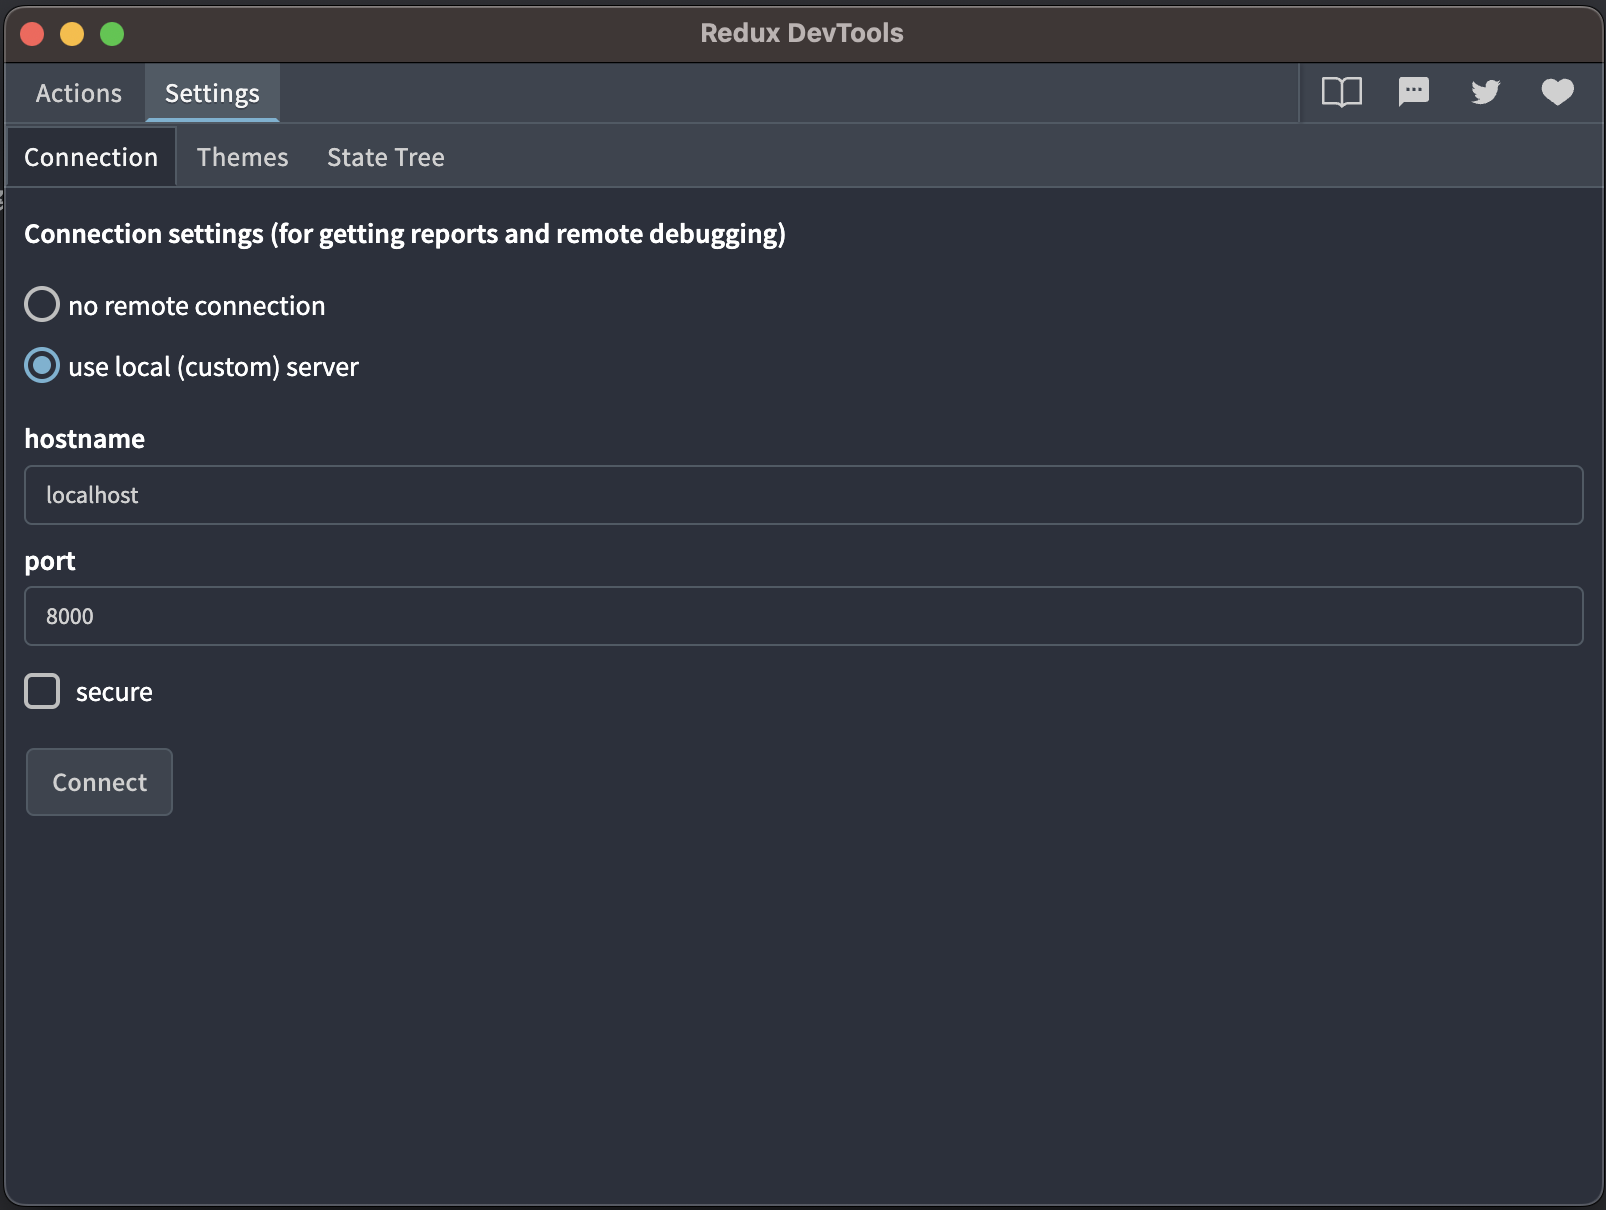 Redux DevTools
Actions Settings
Connection Themes State Tree
Connection settings (for getting reports and remote debugging)
no remote connection
use local (custom) server
hostname
localhost
port
8000
secure
Connect